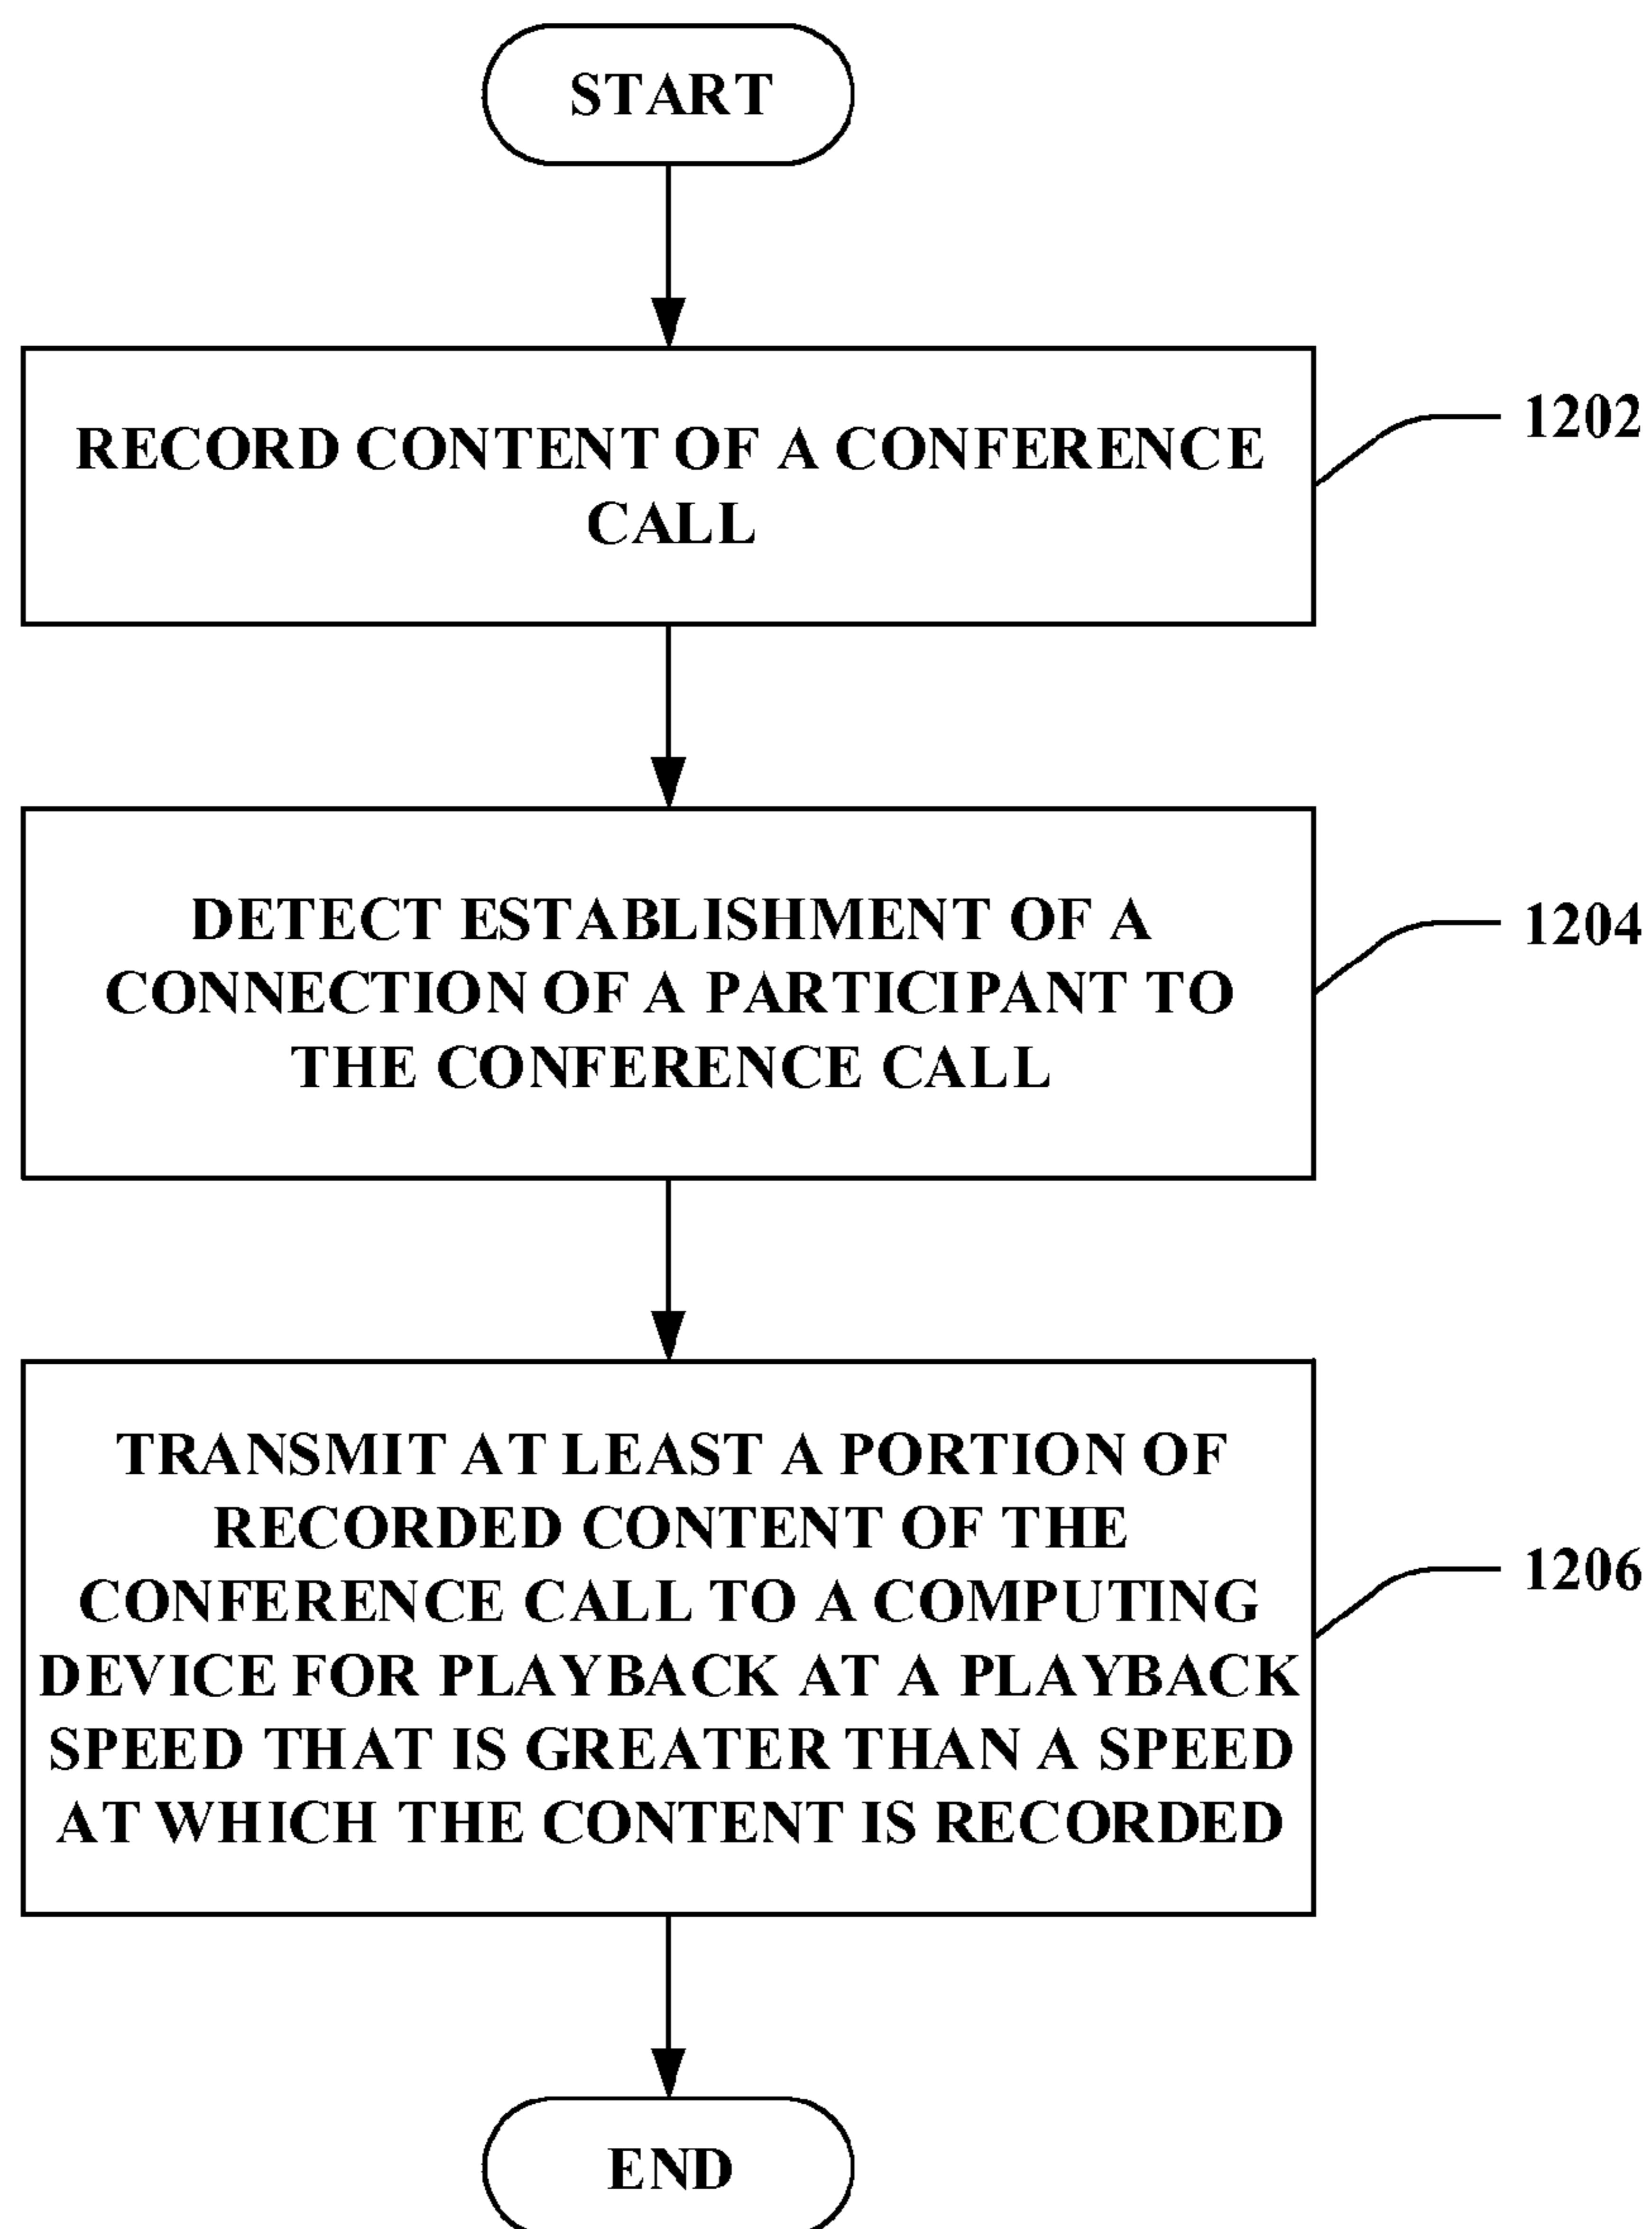 START
RECORD CONTENT OF A CONFERENCE
CALL
1202
DETECT ESTABLISHMENT OF A
CONNECTION OF A PARTICIPANT TO
THE CONFERENCE CALL
1204
TRANSMIT AT LEAST A PORTION OF
RECORDED CONTENT OF THE
CONFERENCE CALL TO A COMPUTING
DEVICE FOR PLAYBACK AT A PLAYBACK
SPEED THAT IS GREATER THAN A SPEED
AT WHICH THE CONTENT IS RECORDED
1206
END